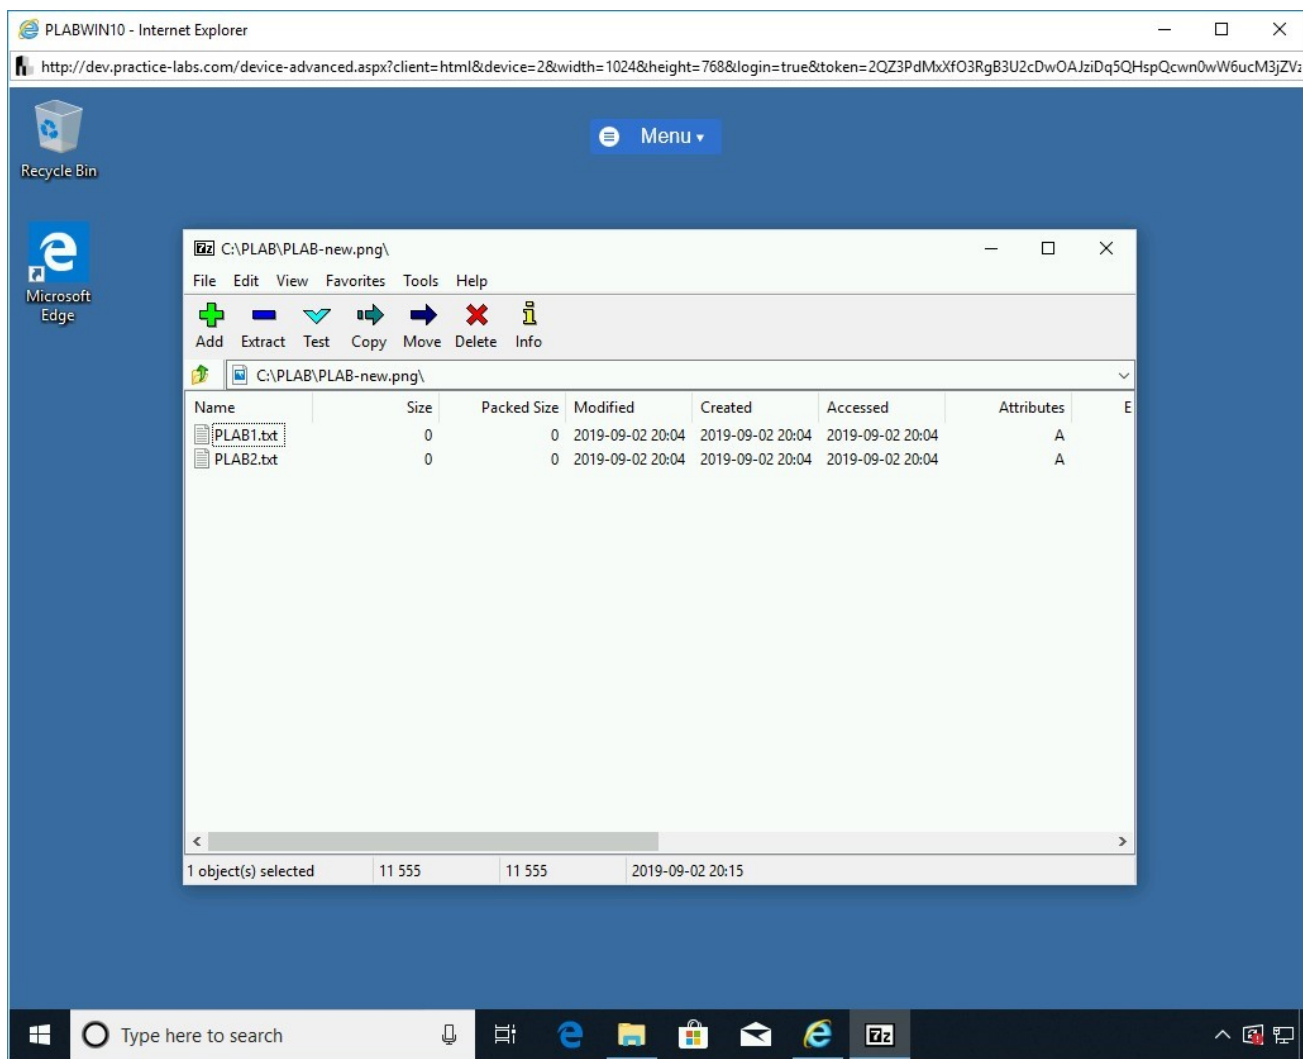 PLABWIN10 - Internet Explorer
http://dev.practice-labs.com/device-advanced.aspx?client=html&device=2&width=1024&height=768&login=true&token=2QZ3PdMxXfO3RgB3U2cDwOAJziDq5QHspQcwn0wW6ucM3jZVz
Recycle Bin
Menu
Microsoft
Edge
7z C:\PLAB\PLAB-new.png\
File Edit View Favorites Tools Help
Add Extract Test Copy Move Delete Info
C:\PLAB\PLAB-new.png\
Name Size Packed Size Modified Created Accessed Attributes E
PLAB1.txt 0 0 2019-09-02 20:04 2019-09-02 20:04 2019-09-02 20:04 A
PLAB2.txt 0 0 2019-09-02 20:04 2019-09-02 20:04 2019-09-02 20:04 A
1 object(s) selected 11 555 11 555 2019-09-02 20:15
Type here to search 7z